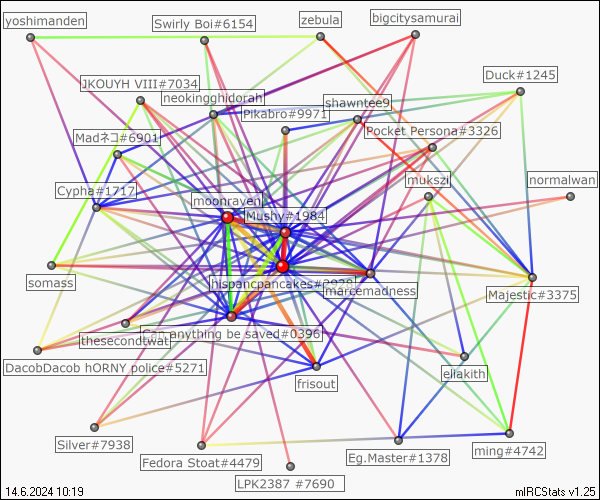 yoshimanden
Swirly Boi#6154
zebula
bigcitysamurai
Duck#1245
JKOUYH VIII#7034
neokingghidorah
shawntee9
Pikabro#9971
Pocket Persona#3326
Madネコ#6901
mukszi
normalwan
Cypha#1717
moonraven
Mushy#1984
somass
hispancpancakes#
marcemadness
Majestic#3375
Can anything be saved#0396
thesecondtwat
DacobDacob hORNY police#5271
eliakith
frisout
Silver#7938
Fedora Stoat#4479
Eg.Master#1378
ming#4742
LPK2387 #7690
14.6.2024 10:19
mIRCStats v1.25